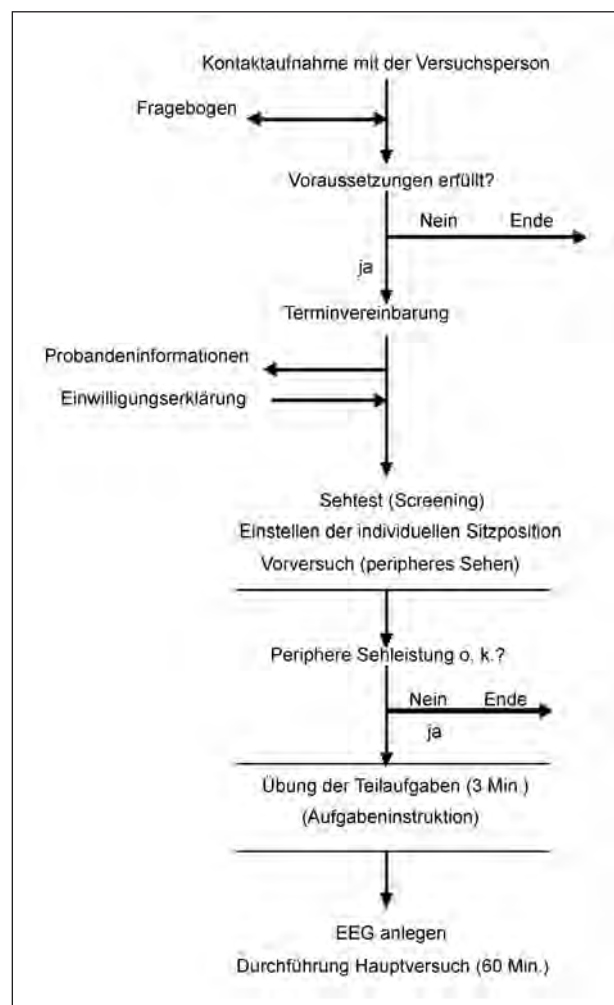 Kontaktaufnahme mit der Versuchsperson
Fragebogen
Voraussetzungen erfüllt?
Nein Ende
ja
Terminvereinbarung
Probandeninformationen
Einwilligungserklärung
Sehtest (Screening)
Einstellen der individuellen Sitzposition
Vorversuch (peripheres Sehen)
Periphere Sehleistung o. k.?
Nein Ende
ja
Übung der Teilaufgaben (3 Min.)
(Aufgabeninstruktion)
EEG anlegen
Durchführung Hauptversuch (60 Min.)